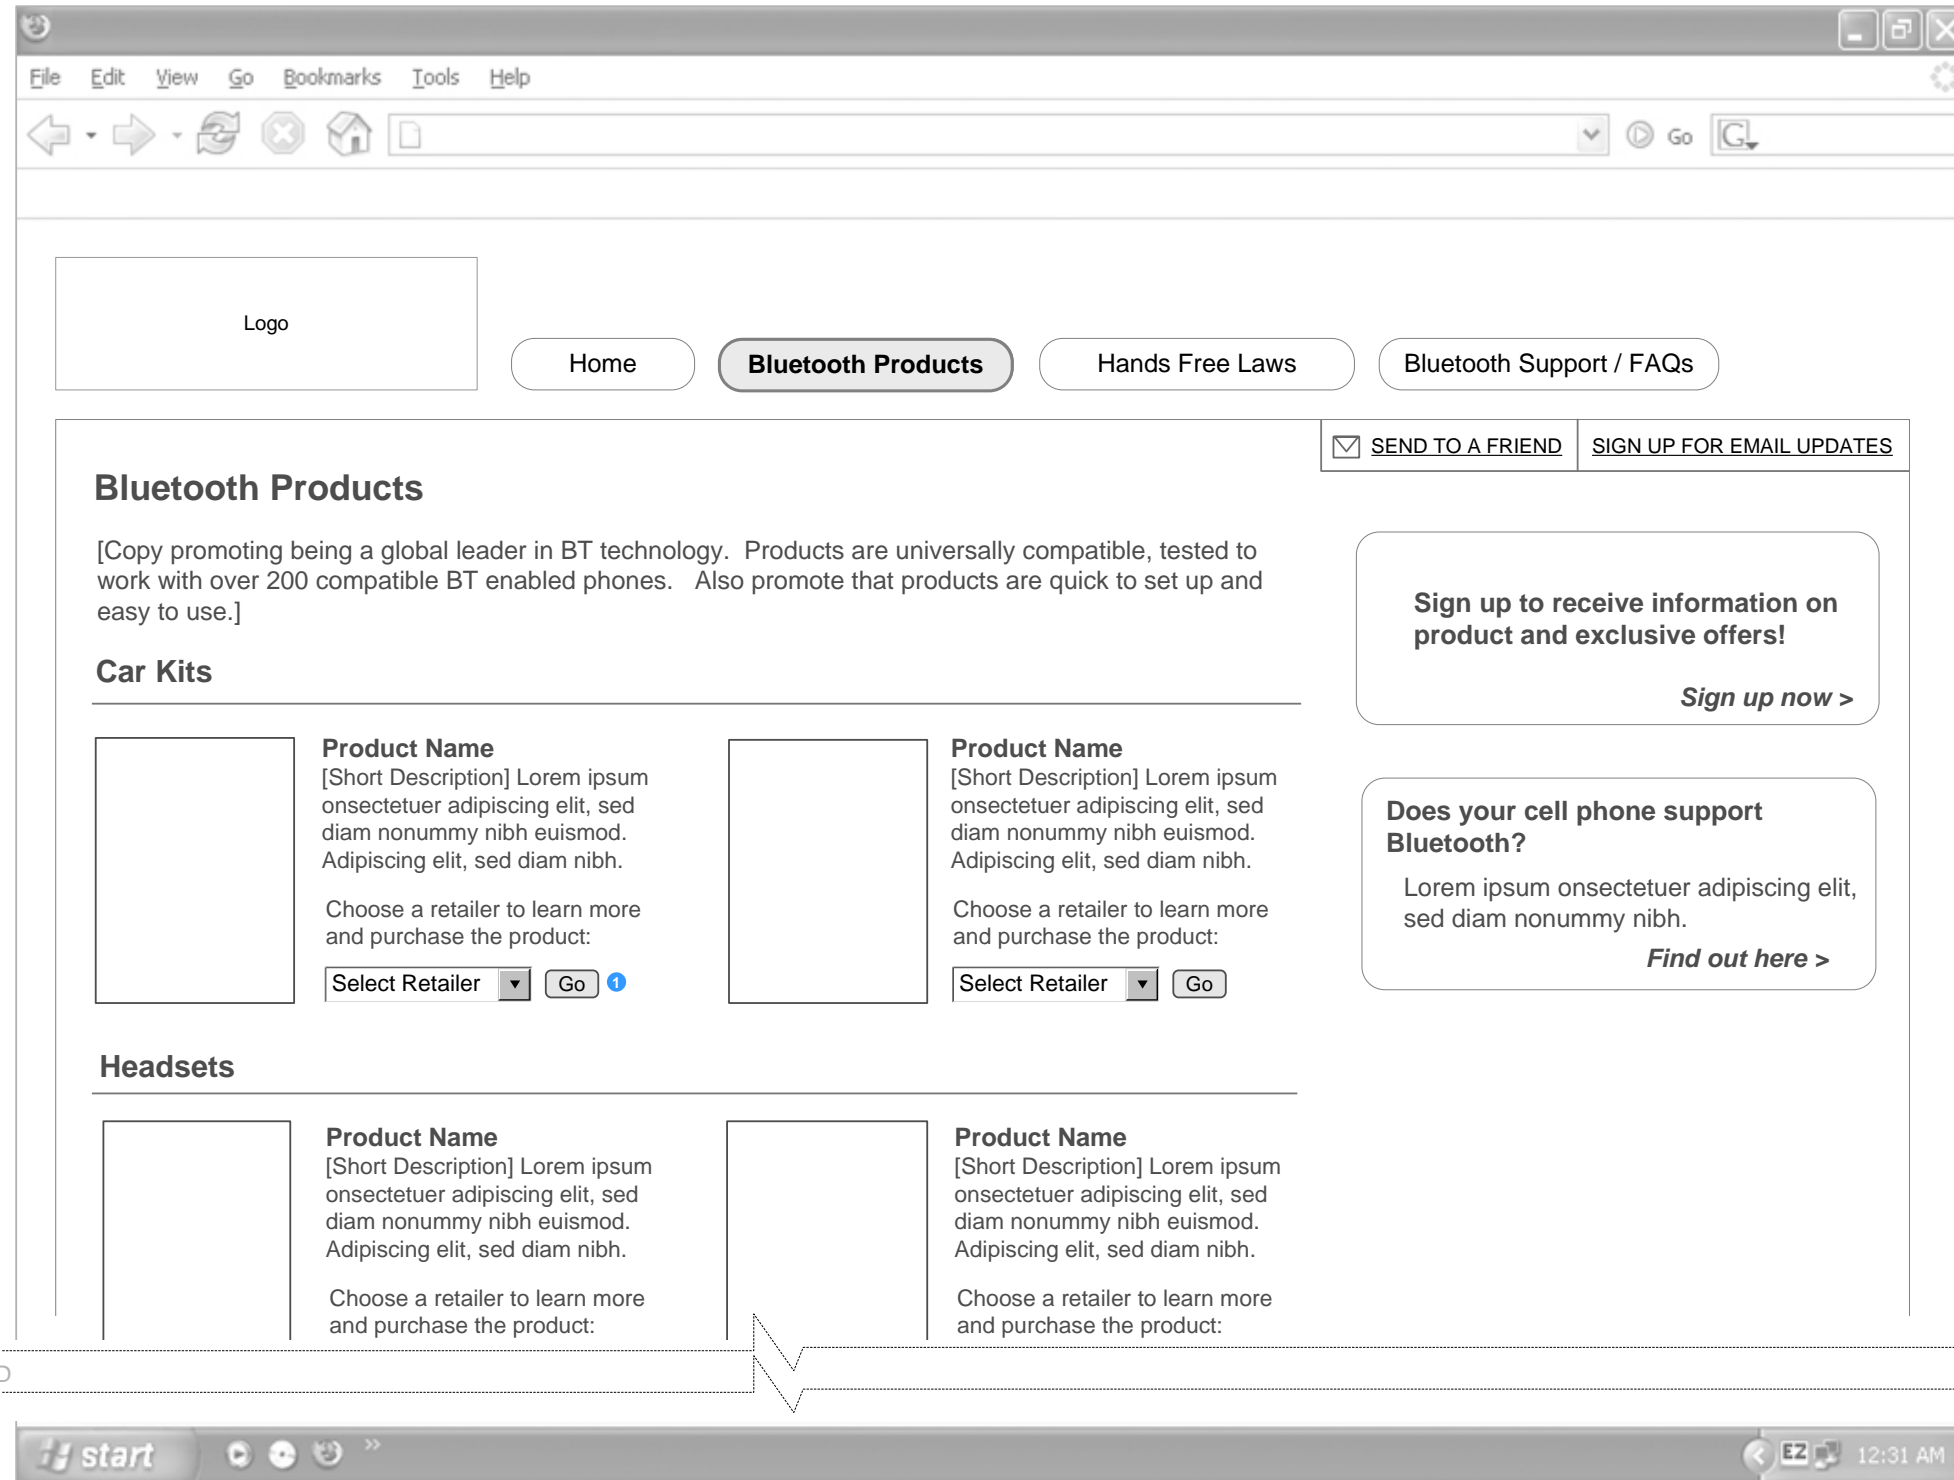 File Edit View Go Bookmarks Tools Help
Go G
Logo
Home Bluetooth Products Hands Free Laws Bluetooth Support / FAQs
SEND TO A FRIEND SIGN UP FOR EMAIL UPDATES
Bluetooth Products
[Copy promoting being a global leader in BT technology. Products are universally compatible, tested to
work with over 200 compatible BT enabled phones. Also promote that products are quick to set up and
easy to use.]
Car Kits
Product Name
[Short Description] Lorem ipsum
onsectetuer adipiscing elit, sed
diam nonummy nibh euismod.
Adipiscing elit, sed diam nibh.
Choose a retailer to learn more
and purchase the product:
Select Retailer Go 1
Product Name
[Short Description] Lorem ipsum
onsectetuer adipiscing elit, sed
diam nonummy nibh euismod.
Adipiscing elit, sed diam nibh.
Choose a retailer to learn more
and purchase the product:
Select Retailer Go
Sign up to receive information on
product and exclusive offers!
Sign up now >
Does your cell phone support
Bluetooth?
Lorem ipsum onsectetuer adipiscing elit,
sed diam nonummy nibh.
Find out here >
Headsets
Product Name
[Short Description] Lorem ipsum
onsectetuer adipiscing elit, sed
diam nonummy nibh euismod.
Adipiscing elit, sed diam nibh.
Choose a retailer to learn more
and purchase the product:
Product Name
[Short Description] Lorem ipsum
onsectetuer adipiscing elit, sed
diam nonummy nibh euismod.
Adipiscing elit, sed diam nibh.
Choose a retailer to learn more
and purchase the product:
start » EZ 12:31 AM